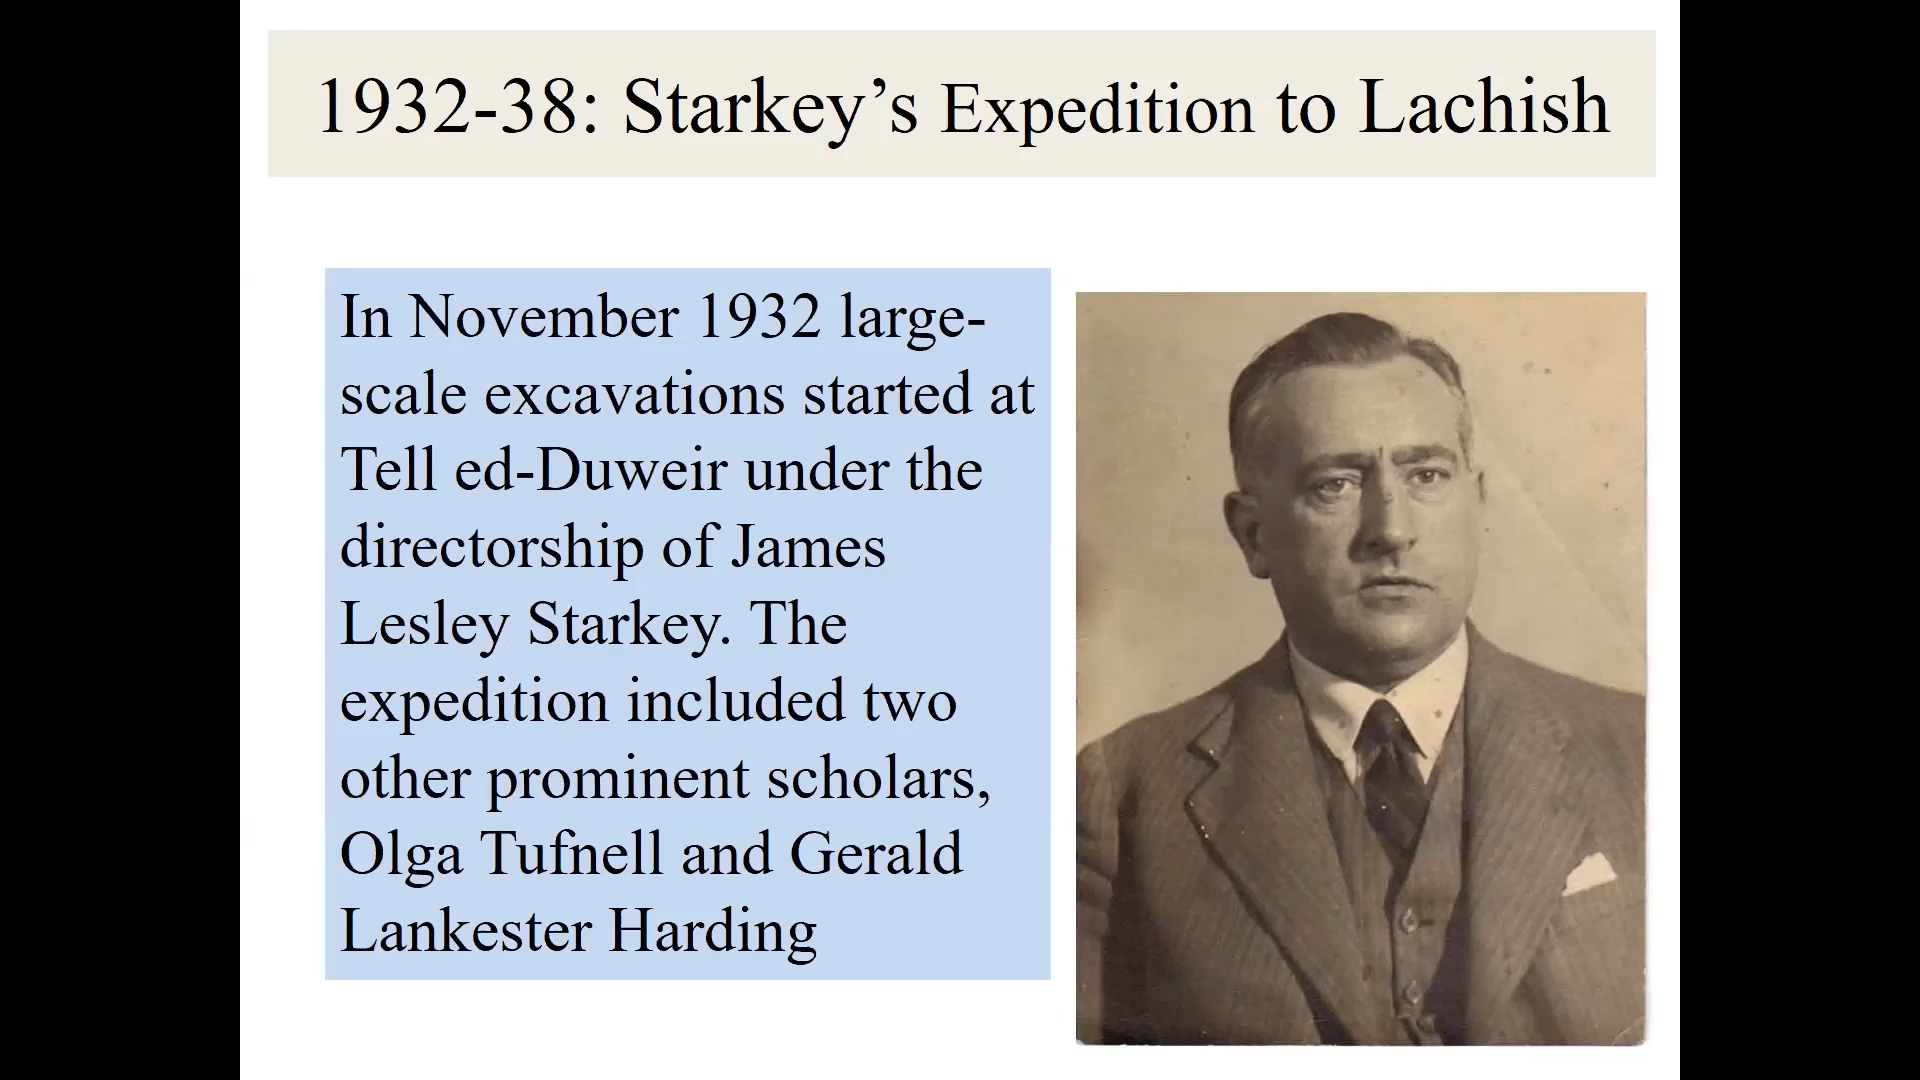 1932-38: Starkey’s Expedition to Lachish
In November 1932 large-
scale excavations started at
Tell ed-Duweir under the
directorship of James
Lesley Starkey. The
expedition included two
other prominent scholars,
Olga Tufnell and Gerald
Lankester Harding